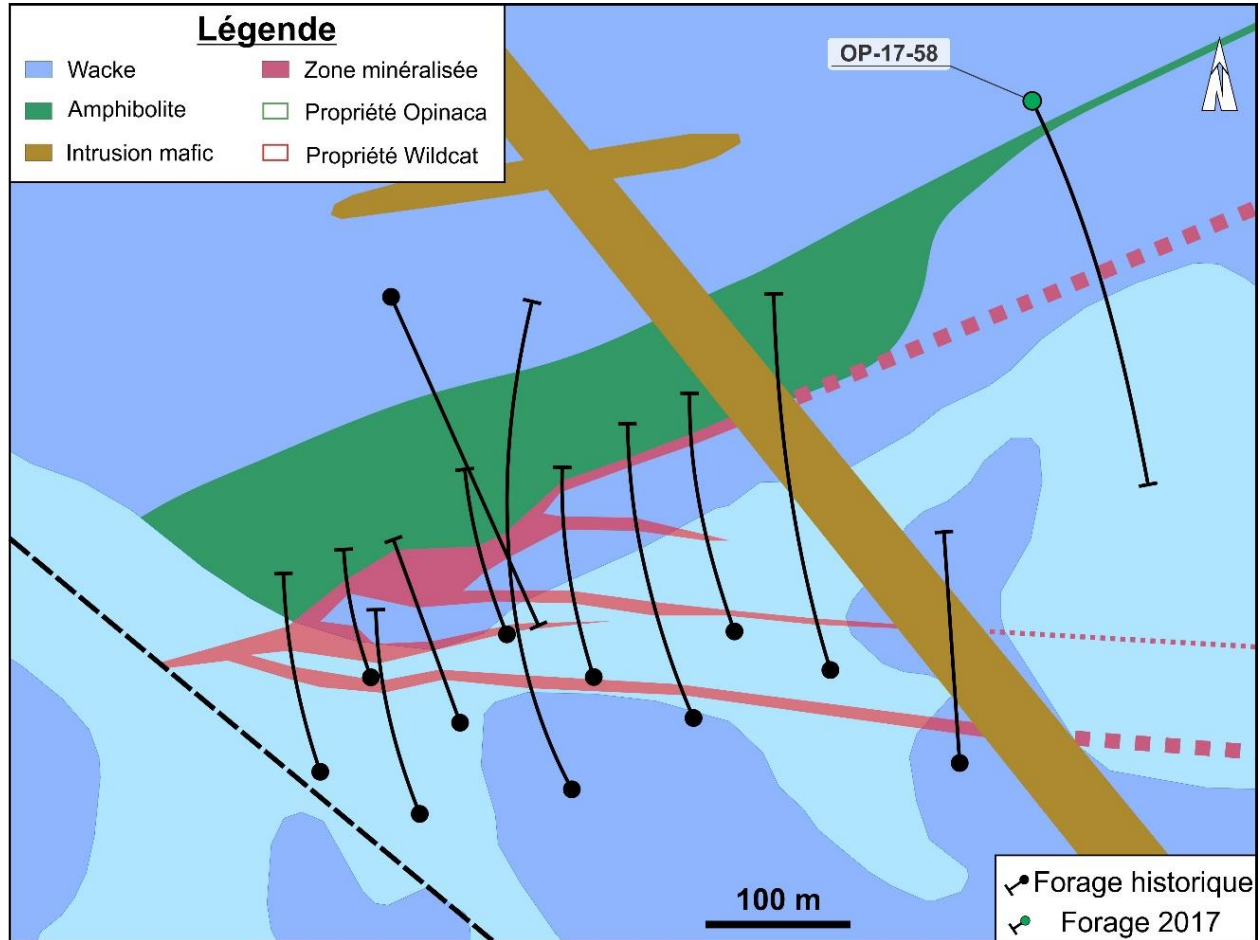 Légende
Wacke
Zone minéralisée
Amphibolite
Propriété Opinaca
Intrusion mafic
Propriété Wildcat
OP-17-58
N
100 m
Forage historique
Forage 2017